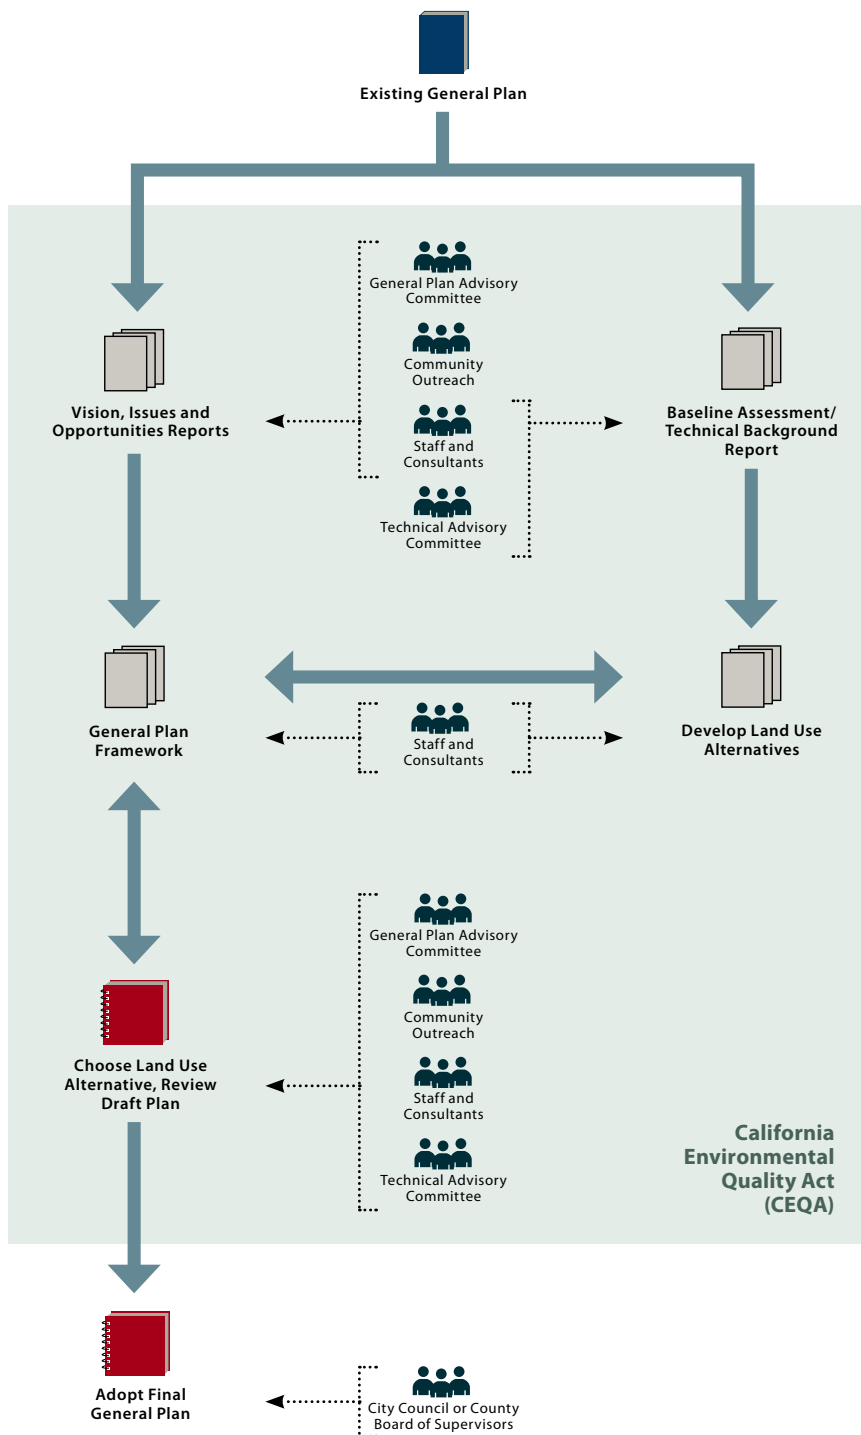 Existing General Plan
General Plan Advisory
Committee
Community
Outreach
Staff and
Consultants
Technical Advisory
Committee
Vision, Issues and
Opportunities Reports
Baseline Assessment/
Technical Background
Report
General Plan
Framework
Staff and
Consultants
Develop Land Use
Alternatives
General Plan Advisory
Committee
Community
Outreach
Staff and
Consultants
Technical Advisory
Committee
Choose Land Use
Alternative, Review
Draft Plan
California
Environmental
Quality Act
(CEQA)
Adopt Final
General Plan
City Council or County
Board of Supervisors